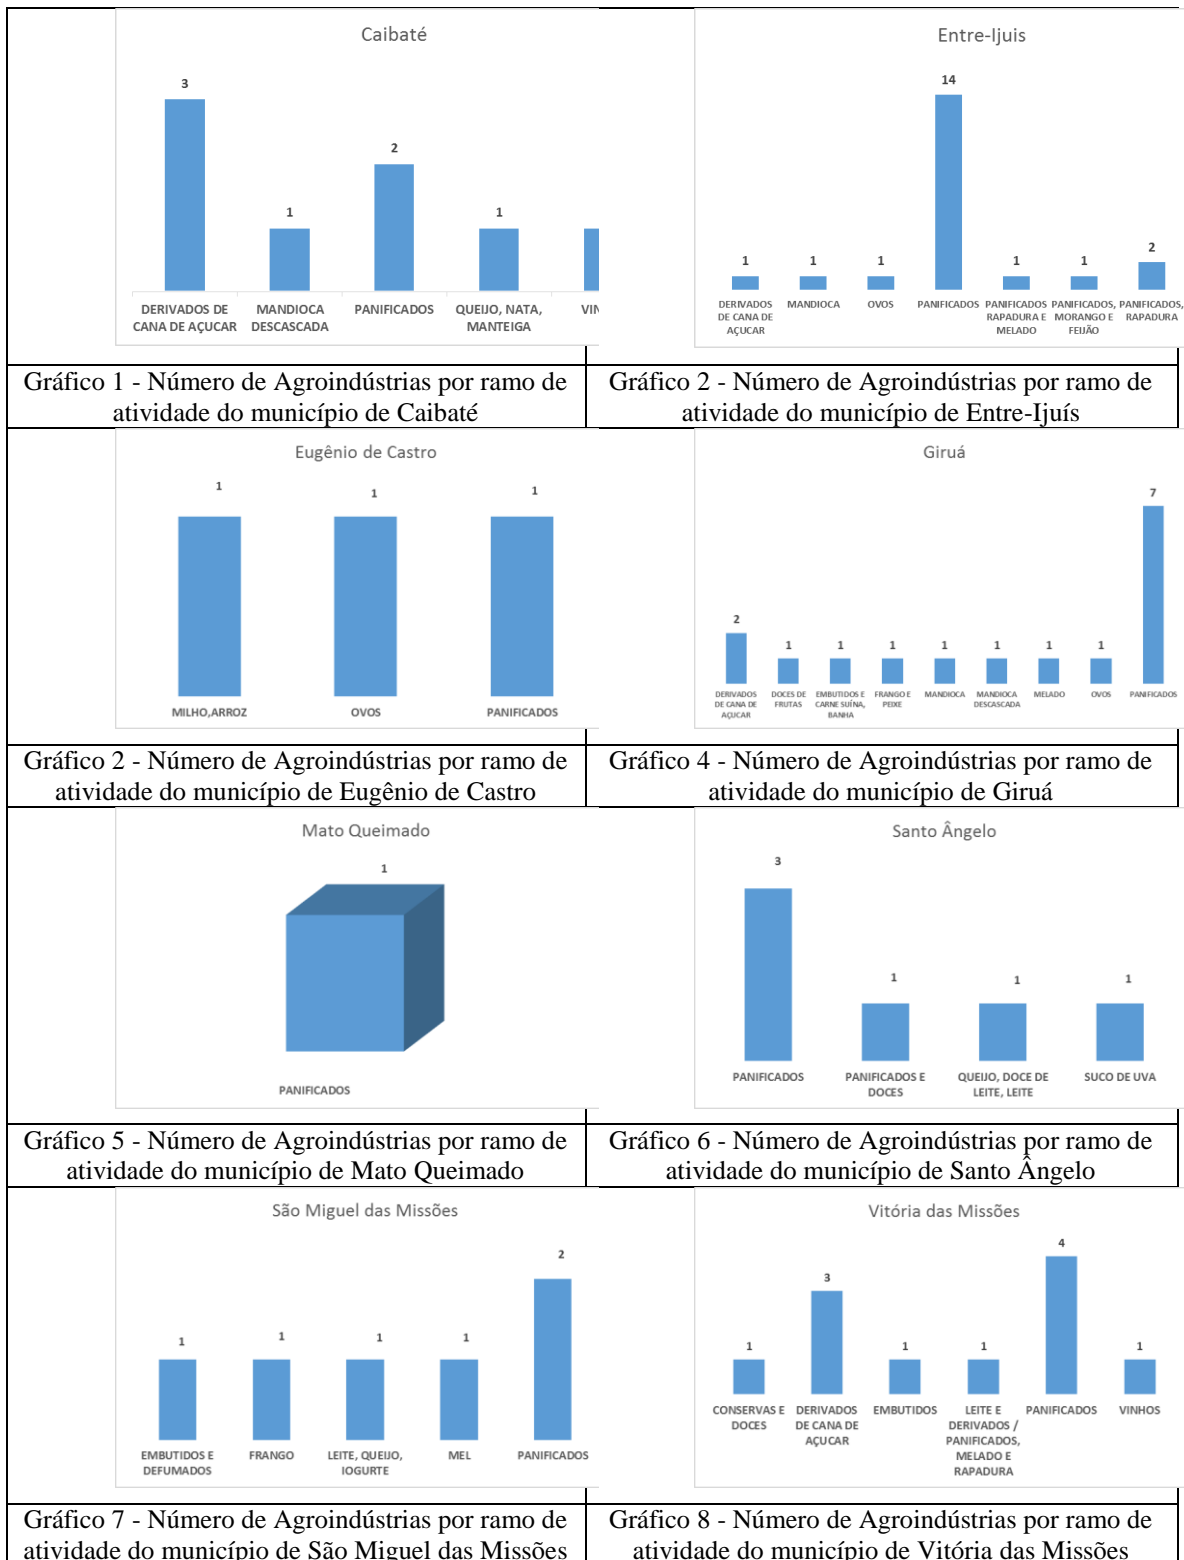 Caibaté
3
1
2
1
DERIVADOS DE
CANA DE AÇUCAR
MANDIOCA
DESCASCADA
PANIFICADOS
QUEIJO, NATA,
MANTEIGA
Entre-Ijuis
1
1
1
14
1
1
2
DERIVADOS
DE CANA DE
AÇUCAR
MANDIOCA
OVOS
PANIFICADOS
PANIFICADOS
RAPADURA E
MELADO
PANIFICADOS,
MORANGO E
FEIJÃO
PANIFICADOS,
RAPADURA
Gráfico 1 - Número de Agroindústrias por ramo de
atividade do município de Caibaté
Gráfico 2 - Número de Agroindústrias por ramo de
atividade do município de Entre-Ijuís
Eugênio de Castro
1
1
1
MILHO,ARROZ
OVOS
PANIFICADOS
Giruá
2
1
1
1
1
1
1
1
7
DERIVADOS
DE CANA DE
AÇUCAR
DOCES DE
FRUTAS
EMBUTIDOS E
CARNE SUÍNA,
BANHA
FRANGO E
PEIXE
MANDIOCA
MANDIOCA
DESCASCADA
MELADO
OVOS
PANIFICADOS
Gráfico 2 - Número de Agroindústrias por ramo de
atividade do município de Eugênio de Castro
Gráfico 4 - Número de Agroindústrias por ramo de
atividade do município de Giruá
Mato Queimado
1
PANIFICADOS
Santo Ângelo
3
1
1
1
PANIFICADOS
PANIFICADOS E
DOCES
QUEIJO, DOCE DE
LEITE, LEITE
SUCO DE UVA
Gráfico 5 - Número de Agroindústrias por ramo de
atividade do município de Mato Queimado
Gráfico 6 - Número de Agroindústrias por ramo de
atividade do município de Santo Ângelo
São Miguel das Missões
1
1
1
1
2
EMBUTIDOS E
DEFUMADOS
FRANGO
LEITE, QUEIJO,
IOGURTE
MEL
PANIFICADOS
Vitória das Missões
1
3
1
1
4
1
CONSERVAS E
DOCES
DERIVADOS
DE CANA DE
AÇUCAR
EMBUTIDOS
LEITE E
DERIVADOS /
PANIFICADOS,
MELADO E
RAPADURA
PANIFICADOS
VINHOS
Gráfico 7 - Número de Agroindústrias por ramo de
atividade do município de São Miguel das Missões
Gráfico 8 - Número de Agroindústrias por ramo de
atividade do município de Vitória das Missões